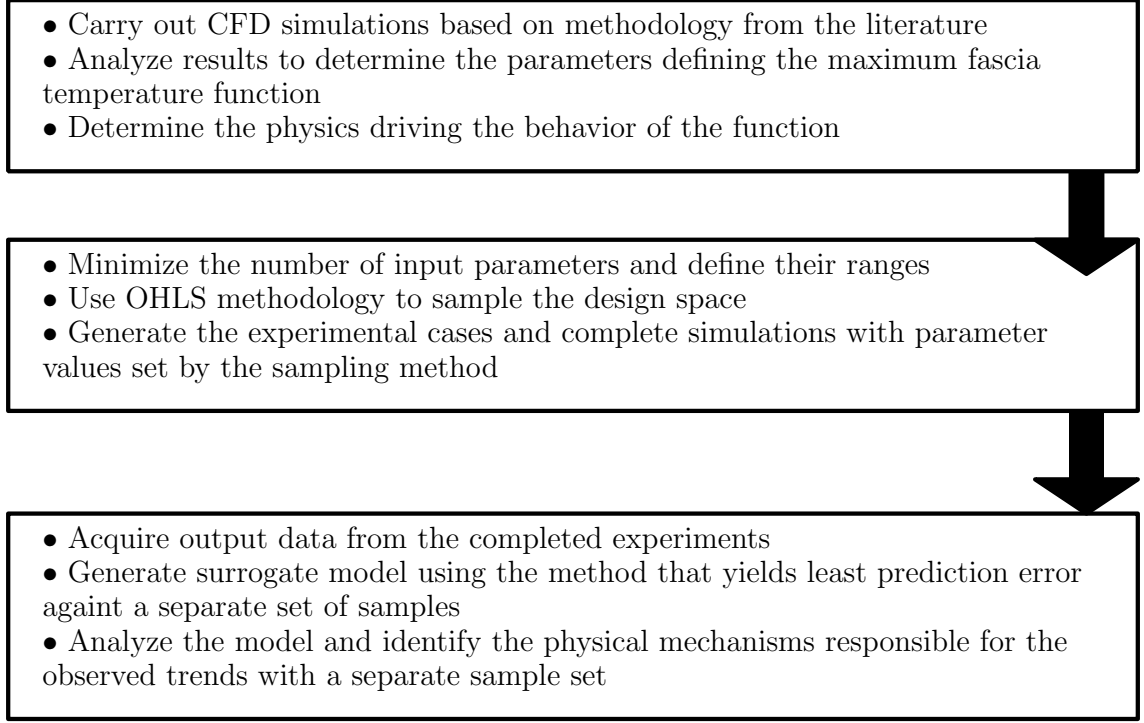 • Carry out CFD simulations based on methodology from the literature
• Analyze results to determine the parameters defining the maximum fascia
temperature function
• Determine the physics driving the behavior of the function
• Minimize the number of input parameters and define their ranges
• Use OHLS methodology to sample the design space
• Generate the experimental cases and complete simulations with parameter
values set by the sampling method
• Acquire output data from the completed experiments
• Generate surrogate model using the method that yields least prediction error
againt a separate set of samples
• Analyze the model and identify the physical mechanisms responsible for the
observed trends with a separate sample set